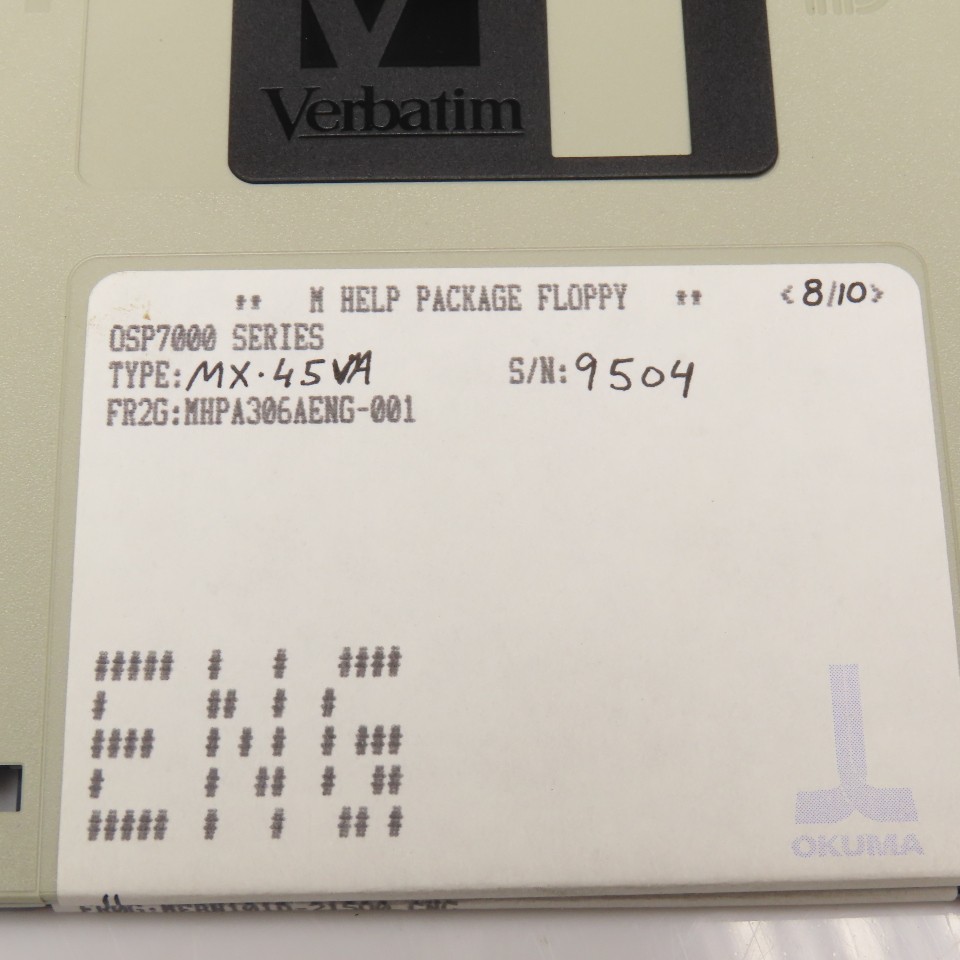 Verbatim
** M HELP PACKAGE FLOPPY ** <8/10>
OSP7000 SERIES
TYPE:MX-45VA S/N:9504
FR2G:MHPA306AENG-001
ENG
OKUMA